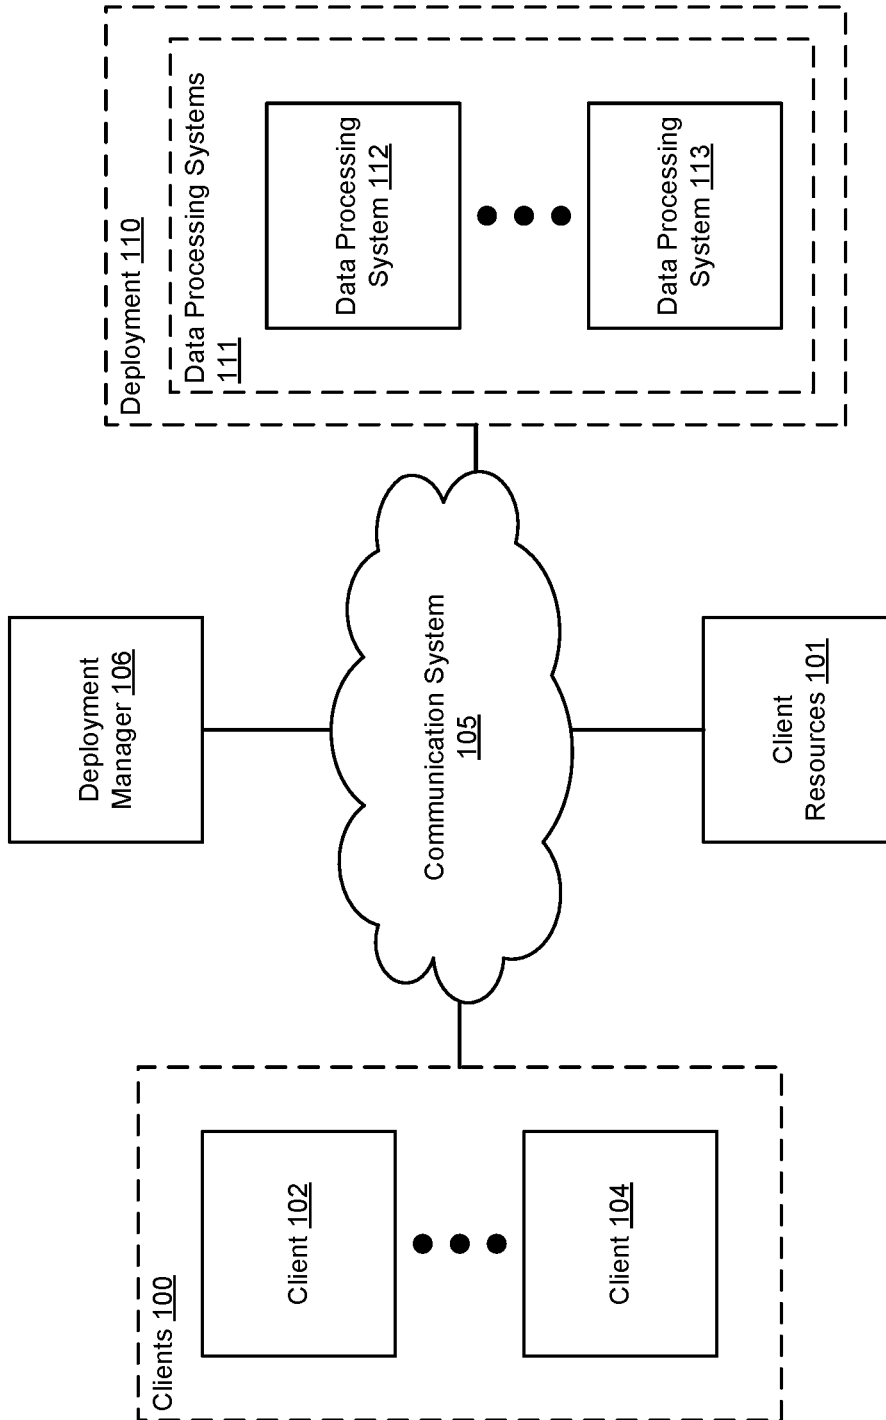 Clients 100
Client 102
Client 104
Deployment
Manager 106
Communication System
105
Client
Resources 101
Deployment 110
Data Processing Systems
111
Data Processing
System 112
Data Processing
System 113